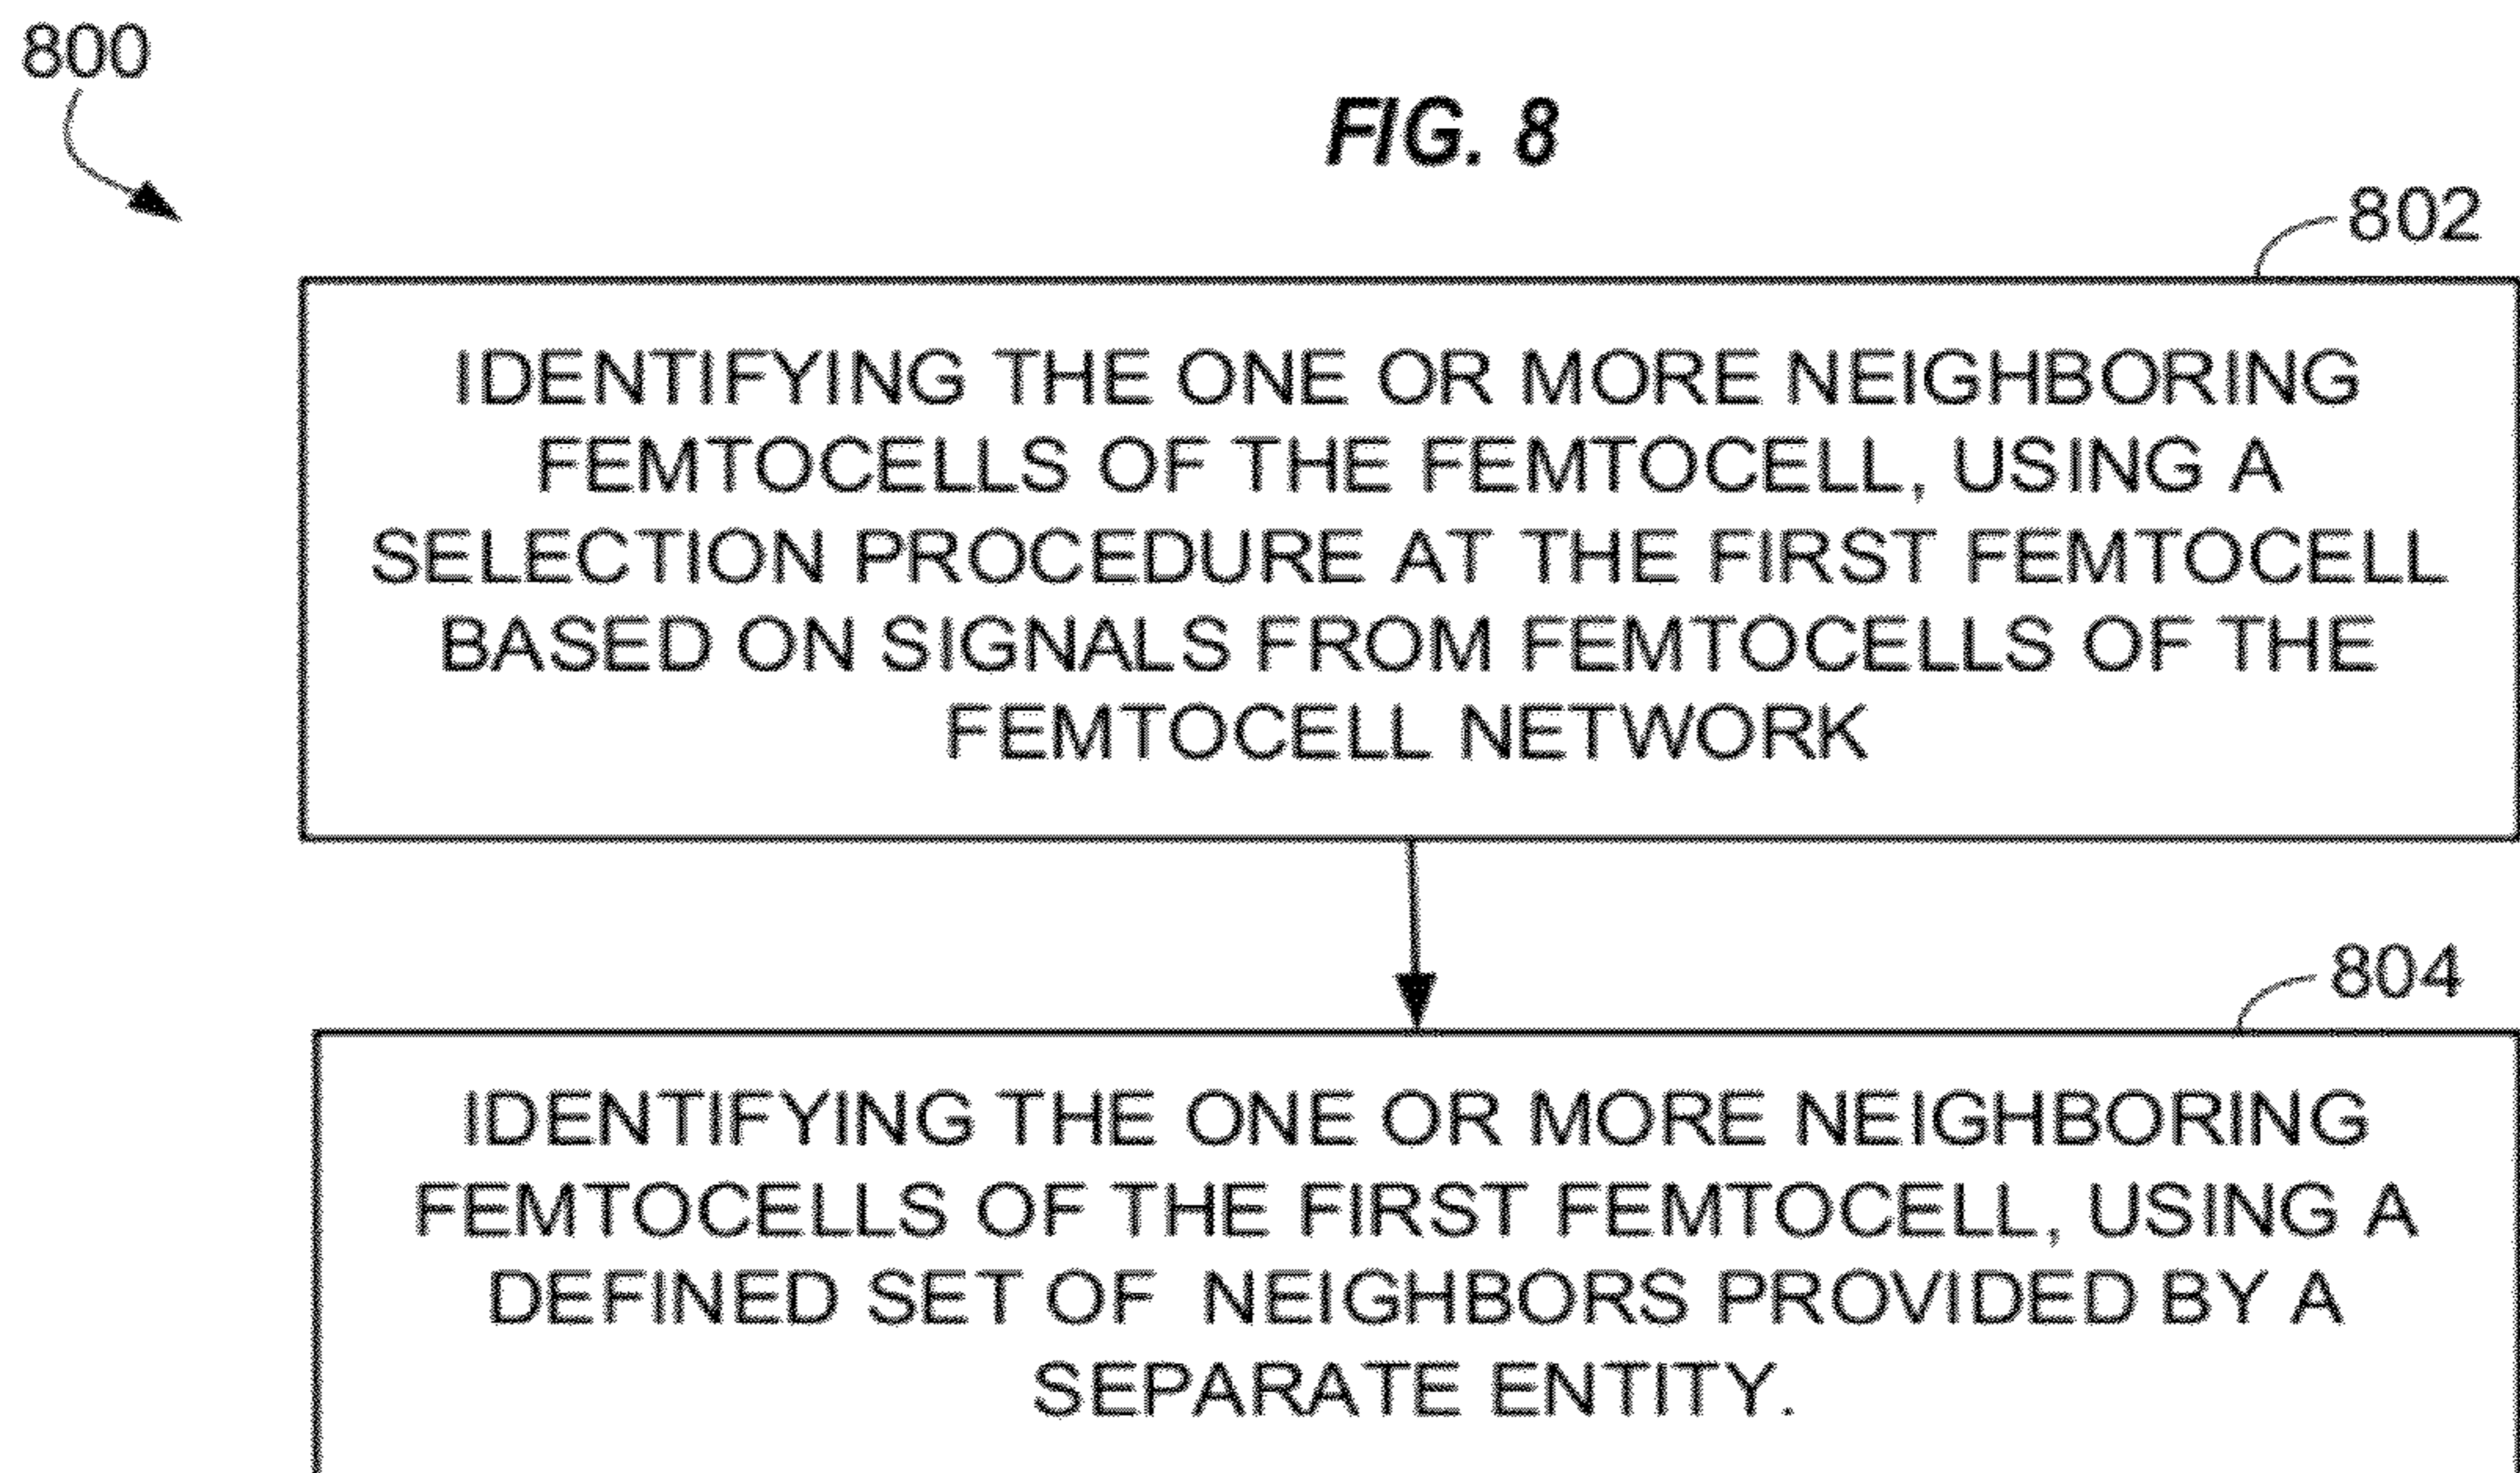 800
FIG. 8
802
IDENTIFYING THE ONE OR MORE NEIGHBORING
FEMTOCELLS OF THE FEMTOCELL, USING A
SELECTION PROCEDURE AT THE FIRST FEMTOCELL
BASED ON SIGNALS FROM FEMTOCELLS OF THE
FEMTOCELL NETWORK
804
IDENTIFYING THE ONE OR MORE NEIGHBORING
FEMTOCELLS OF THE FIRST FEMTOCELL, USING A
DEFINED SET OF NEIGHBORS PROVIDED BY A
SEPARATE ENTITY.